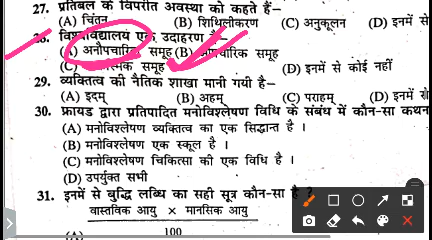 27. प्रतिबल के विपरीत अवस्था को कहते हैं–
(A) चिंतन (B) शिथिलीकरण (C) अनुकूलन (D) इनमें से
28. विश्वविद्यालय एक उदाहरण है–
(A) अनौपचारिक समूह (B) औपचारिक समूह
(C) समूह (D) इनमें से कोई नहीं
29. व्यक्तित्व की नैतिक शाखा मानी गयी है–
(A) इदम् (B) अहम् (C) पराहम् (D) इनमें से
30. फ्रायड द्वारा प्रतिपादित मनोविश्लेषण विधि के संबंध में कौन-सा कथन
(A) मनोविश्लेषण व्यक्तित्व का एक सिद्धान्त है ।
(B) मनोविश्लेषण एक स्कूल है ।
(C) मनोविश्लेषण चिकित्सा की एक विधि है ।
(D) उपर्युक्त सभी
31. इनमें से बुद्धि लब्धि का सही सूत्र कौन-सा है ?
वास्तविक आयु × मानसिक आयु
100